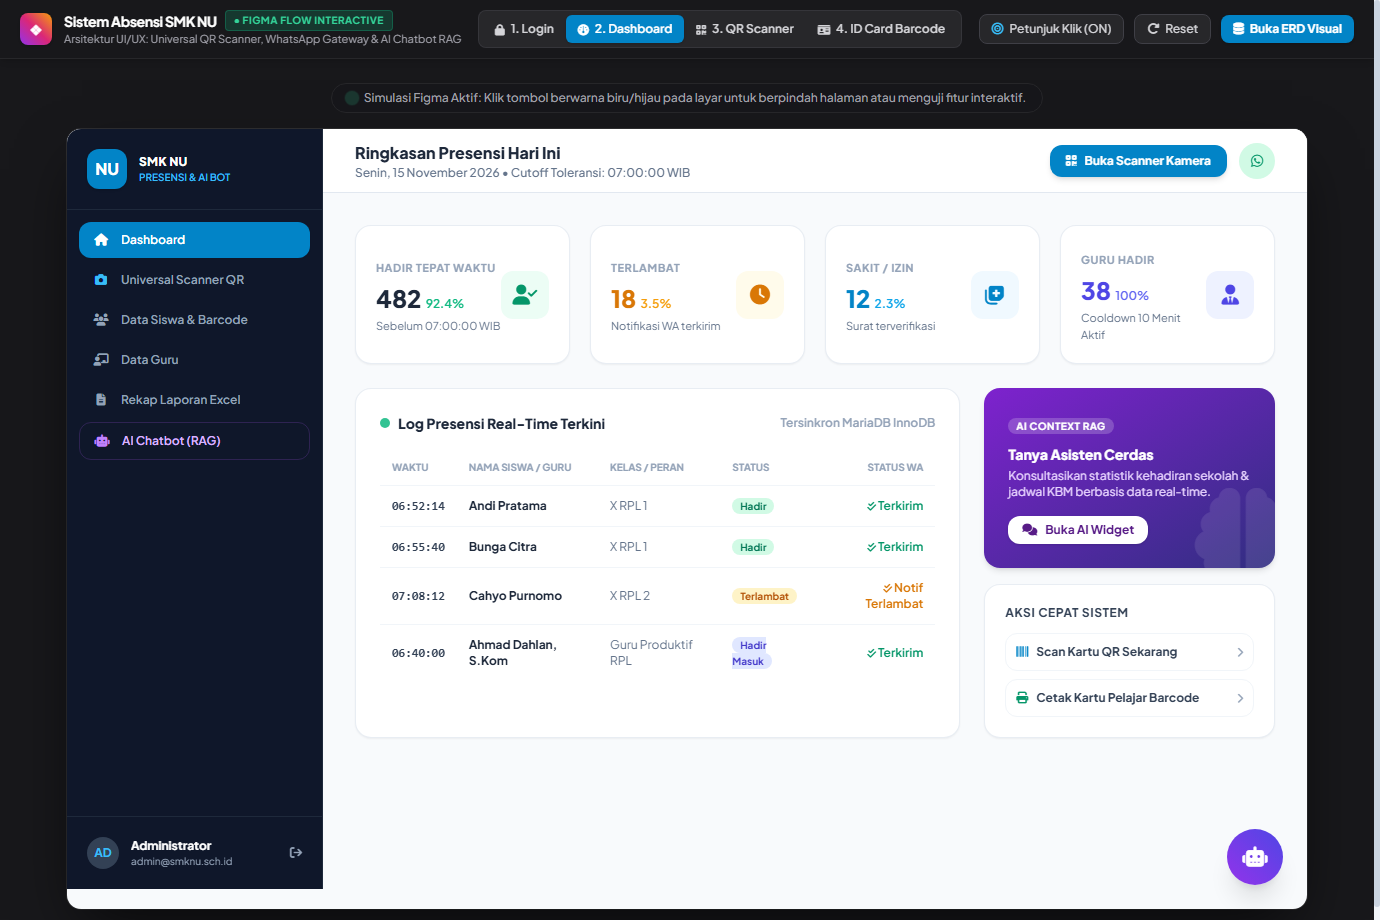 Sistem Absensi SMK NU
• FIGMA FLOW INTERACTIVE
Arsitektur UI/UX: Universal QR Scanner, WhatsApp Gateway & AI Chatbot RAG
1. Login
2. Dashboard
3. QR Scanner
4. ID Card Barcode
Petunjuk Klik (ON)
Reset
Buka ERD Visual
Simulasi Figma Aktif: Klik tombol berwarna biru/hijau pada layar untuk berpindah halaman atau menguji fitur interaktif.
NU
SMK NU
PRESENSI & AI BOT
Dashboard
Universal Scanner QR
Data Siswa & Barcode
Data Guru
Rekap Laporan Excel
AI Chatbot (RAG)
AD
Administrator
admin@smknu.sch.id
Ringkasan Presensi Hari Ini
Senin, 15 November 2026 • Cutoff Toleransi: 07:00:00 WIB
Buka Scanner Kamera
HADIR TEPAT WAKTU
482 92.4%
Sebelum 07:00:00 WIB
TERLAMBAT
18 3.5%
Notifikasi WA terkirim
SAKIT / IZIN
12 2.3%
Surat terverifikasi
GURU HADIR
38 100%
Cooldown 10 Menit
Aktif
Log Presensi Real-Time Terkini
Tersinkron MariaDB InnoDB
WAKTU NAMA SISWA / GURU KELAS / PERAN STATUS STATUS WA
06:52:14 Andi Pratama X RPL 1 Hadir Terkirim
06:55:40 Bunga Citra X RPL 1 Hadir Terkirim
07:08:12 Cahyo Purnomo X RPL 2 Terlambat Notif
Terlambat
06:40:00 Ahmad Dahlan, Guru Produktif Hadir Terkirim
S.Kom RPL Masuk
AI CONTEXT RAG
Tanya Asisten Cerdas
Konsultasikan statistik kehadiran sekolah &
jadwal KBM berbasis data real-time.
Buka AI Widget
AKSI CEPAT SISTEM
Scan Kartu QR Sekarang
Cetak Kartu Pelajar Barcode